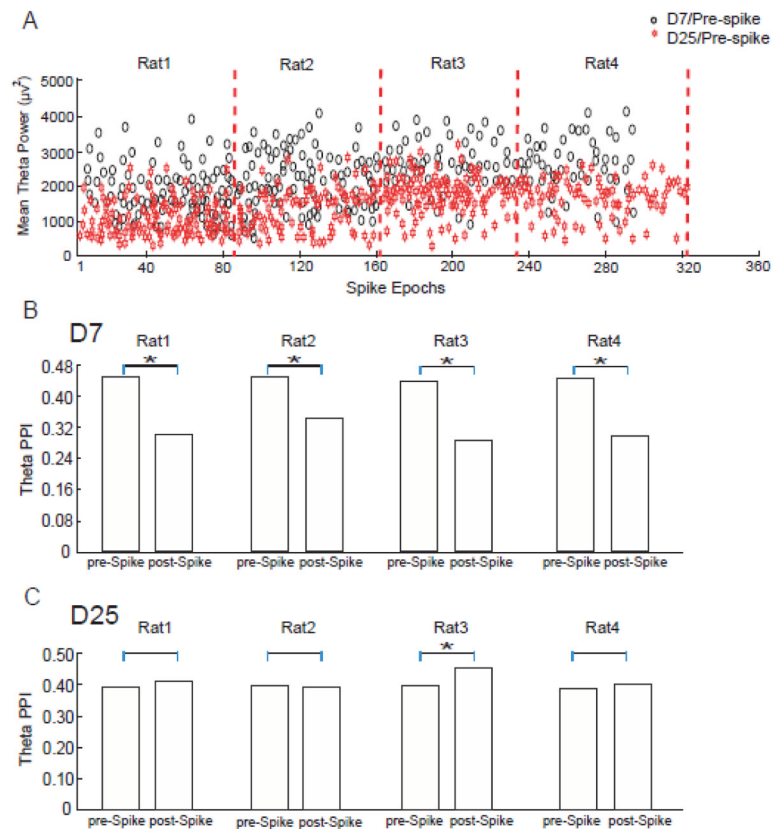 A
D7/Pre-spike
D25/Pre-spike
Rat1 Rat2 Rat3 Rat4
Mean Theta Power (μv²)
5000
4000
3000
2000
1000
0
1 40 80 120 160 200 240 280 320 360
Spike Epochs
B
D7
Rat1 Rat2 Rat3 Rat4
* * * *
Theta PPI
0.48
0.40
0.32
0.24
0.16
0.08
0
pre-Spike post-Spike pre-Spike post-Spike pre-Spike post-Spike pre-Spike post-Spike
C
D25
Rat1 Rat2 Rat3 Rat4
*
Theta PPI
0.50
0.40
0.30
0.20
0.10
0
pre-Spike post-Spike pre-Spike post-Spike pre-Spike post-Spike pre-Spike post-Spike